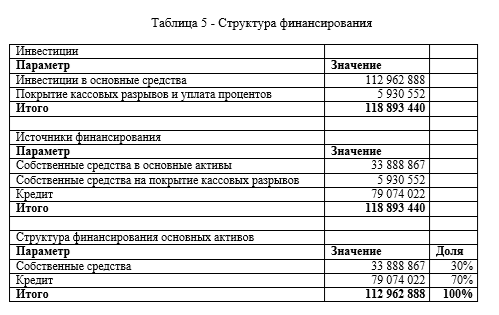 Таблица 5 - Структура финансирования
Инвестиции
Параметр Значение
Инвестиции в основные средства 112 962 888
Покрытие кассовых разрывов и уплата процентов 5 930 552
Итого 118 893 440
Источники финансирования
Параметр Значение
Собственные средства в основные активы 33 888 867
Собственные средства на покрытие кассовых разрывов 5 930 552
Кредит 79 074 022
Итого 118 893 440
Структура финансирования основных активов
Параметр Значение Доля
Собственные средства 33 888 867 30%
Кредит 79 074 022 70%
Итого 112 962 888 100%